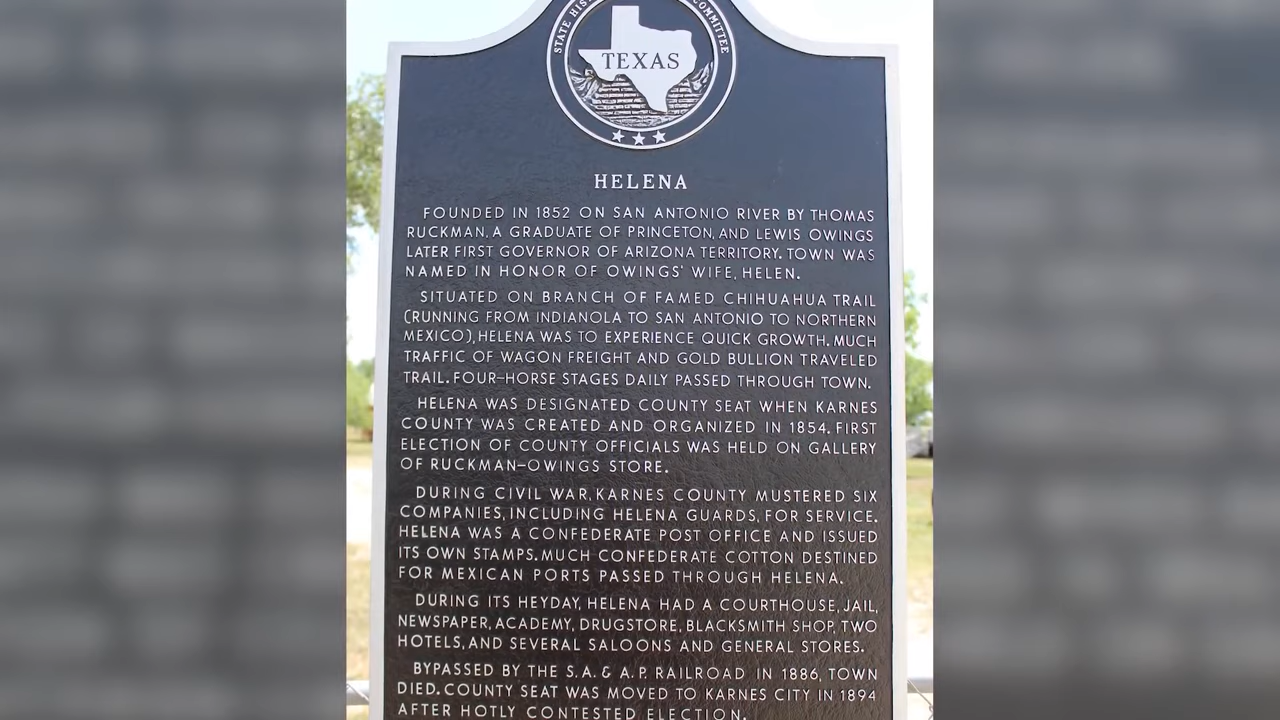 STATE HIS
COMMITTEE
TEXAS
HELENA
FOUNDED IN 1852 ON SAN ANTONIO RIVER BY THOMAS
RUCKMAN, A GRADUATE OF PRINCETON, AND LEWIS OWINGS
LATER FIRST GOVERNOR OF ARIZONA TERRITORY. TOWN WAS
NAMED IN HONOR OF OWINGS' WIFE, HELEN.
SITUATED ON BRANCH OF FAMED CHIHUAHUA TRAIL
(RUNNING FROM INDIANOLA TO SAN ANTONIO TO NORTHERN
MEXICO), HELENA WAS TO EXPERIENCE QUICK GROWTH. MUCH
TRAFFIC OF WAGON FREIGHT AND GOLD BULLION TRAVELED
TRAIL. FOUR-HORSE STAGES DAILY PASSED THROUGH TOWN.
HELENA WAS DESIGNATED COUNTY SEAT WHEN KARNES
COUNTY WAS CREATED AND ORGANIZED IN 1854. FIRST
ELECTION OF COUNTY OFFICIALS WAS HELD ON GALLERY
OF RUCKMAN-OWINGS STORE.
DURING CIVIL WAR, KARNES COUNTY MUSTERED SIX
COMPANIES, INCLUDING HELENA GUARDS, FOR SERVICE.
HELENA WAS A CONFEDERATE POST OFFICE AND ISSUED
ITS OWN STAMPS. MUCH CONFEDERATE COTTON DESTINED
FOR MEXICAN PORTS PASSED THROUGH HELENA.
DURING ITS HEYDAY, HELENA HAD A COURTHOUSE, JAIL,
NEWSPAPER, ACADEMY, DRUGSTORE, BLACKSMITH SHOP, TWO
HOTELS, AND SEVERAL SALOONS AND GENERAL STORES.
BYPASSED BY THE S.A. & A.P. RAILROAD IN 1886, TOWN
DIED. COUNTY SEAT WAS MOVED TO KARNES CITY IN 1894
AFTER HOTLY CONTESTED ELECTION.